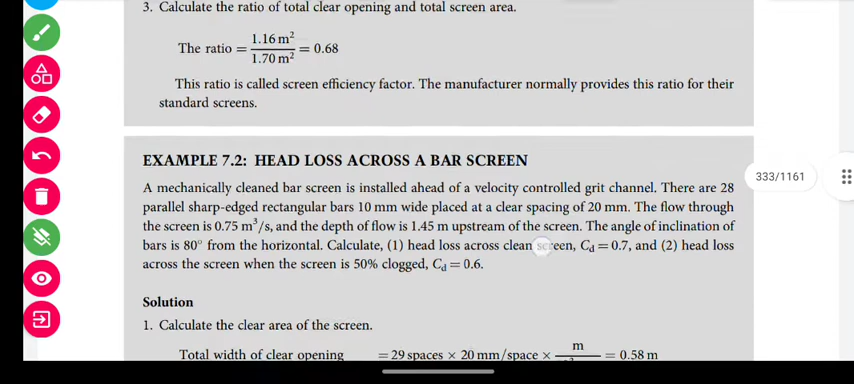 3. Calculate the ratio of total clear opening and total screen area.
The ratio = 1.16 m² / 1.70 m² = 0.68
This ratio is called screen efficiency factor. The manufacturer normally provides this ratio for their
standard screens.
EXAMPLE 7.2: HEAD LOSS ACROSS A BAR SCREEN
333/1161
A mechanically cleaned bar screen is installed ahead of a velocity controlled grit channel. There are 28
parallel sharp-edged rectangular bars 10 mm wide placed at a clear spacing of 20 mm. The flow through
the screen is 0.75 m³/s, and the depth of flow is 1.45 m upstream of the screen. The angle of inclination of
bars is 80° from the horizontal. Calculate, (1) head loss across clean screen, Cd = 0.7, and (2) head loss
across the screen when the screen is 50% clogged, Cd = 0.6.
Solution
1. Calculate the clear area of the screen.
Total width of clear opening = 29 spaces × 20 mm/space × m = 0.58 m